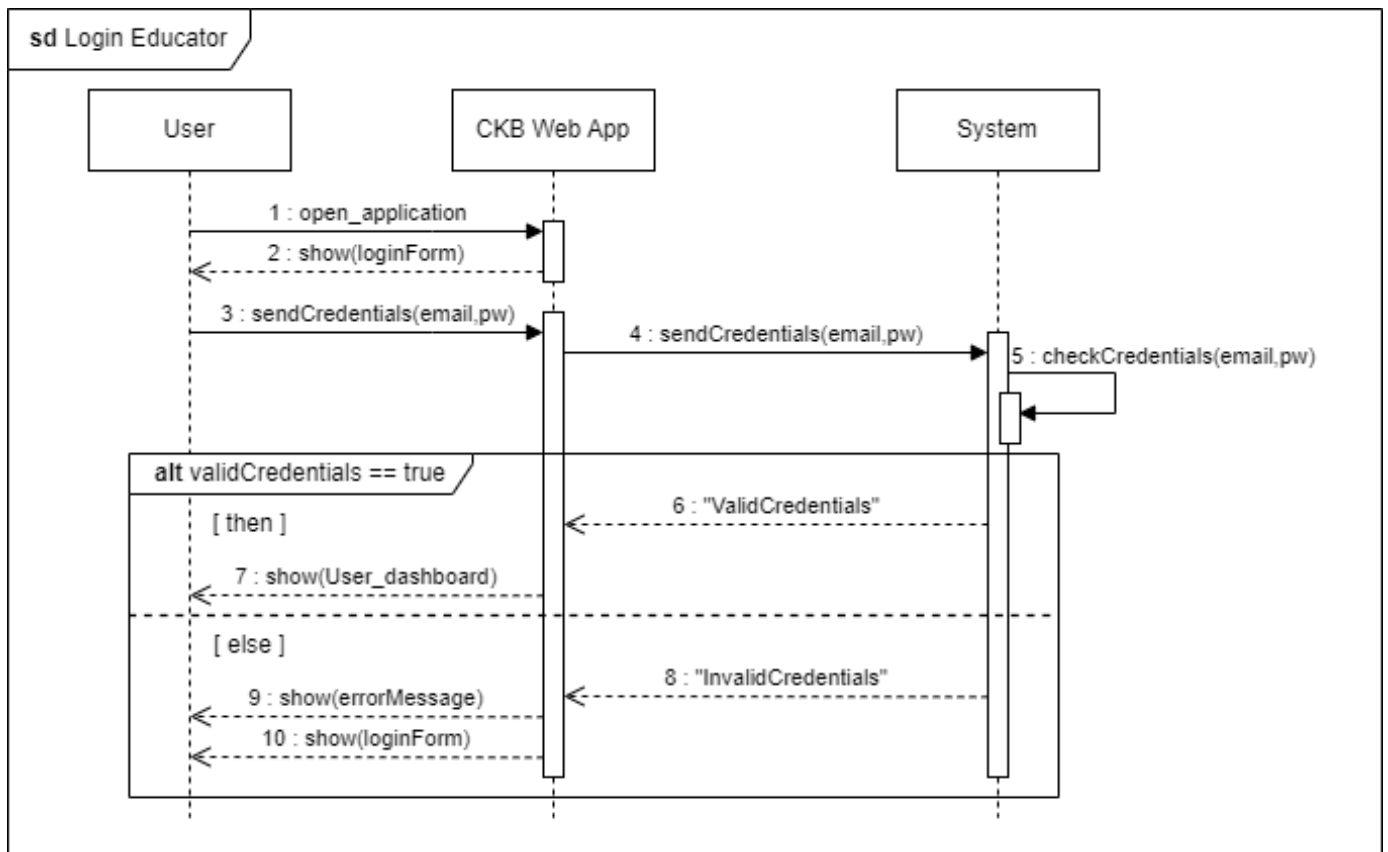 sd Login Educator
User
CKB Web App
System
1 : open_application
2 : show(loginForm)
3 : sendCredentials(email,pw)
4 : sendCredentials(email,pw)
5 : checkCredentials(email,pw)
alt validCredentials == true
6 : "ValidCredentials"
[ then ]
7 : show(User_dashboard)
[ else ]
8 : "InvalidCredentials"
9 : show(errorMessage)
10 : show(loginForm)